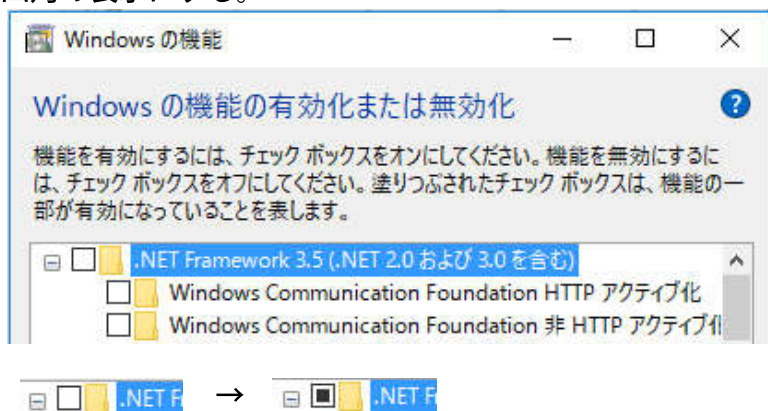 Windows の機能
Windows の機能の有効化または無効化
機能を有効にするには、チェック ボックスをオンにしてください。機能を無効にするに
は、チェック ボックスをオフにしてください。塗りつぶされたチェック ボックスは、機能の一
部が有効になっていることを表します。
.NET Framework 3.5 (.NET 2.0 および 3.0 を含む)
Windows Communication Foundation HTTP アクティブ化
Windows Communication Foundation 非 HTTP アクティブ
.NET F → .NET F